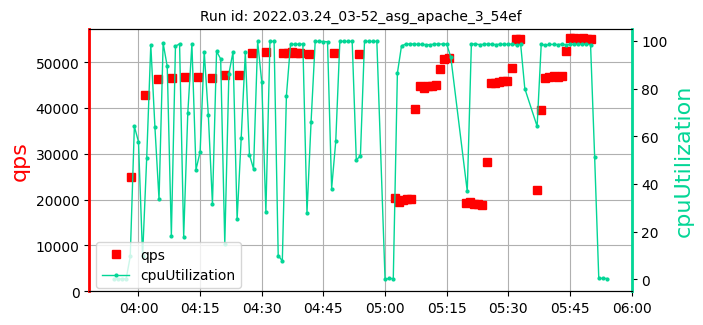 Run id: 2022.03.24_03-52_asg_apache_3_54ef
50000
40000
30000
20000
10000
0
qps
100
80
60
40
20
0
cpuUtilization
qps
cpuUtilization
04:00 04:15 04:30 04:45 05:00 05:15 05:30 05:45 06:00